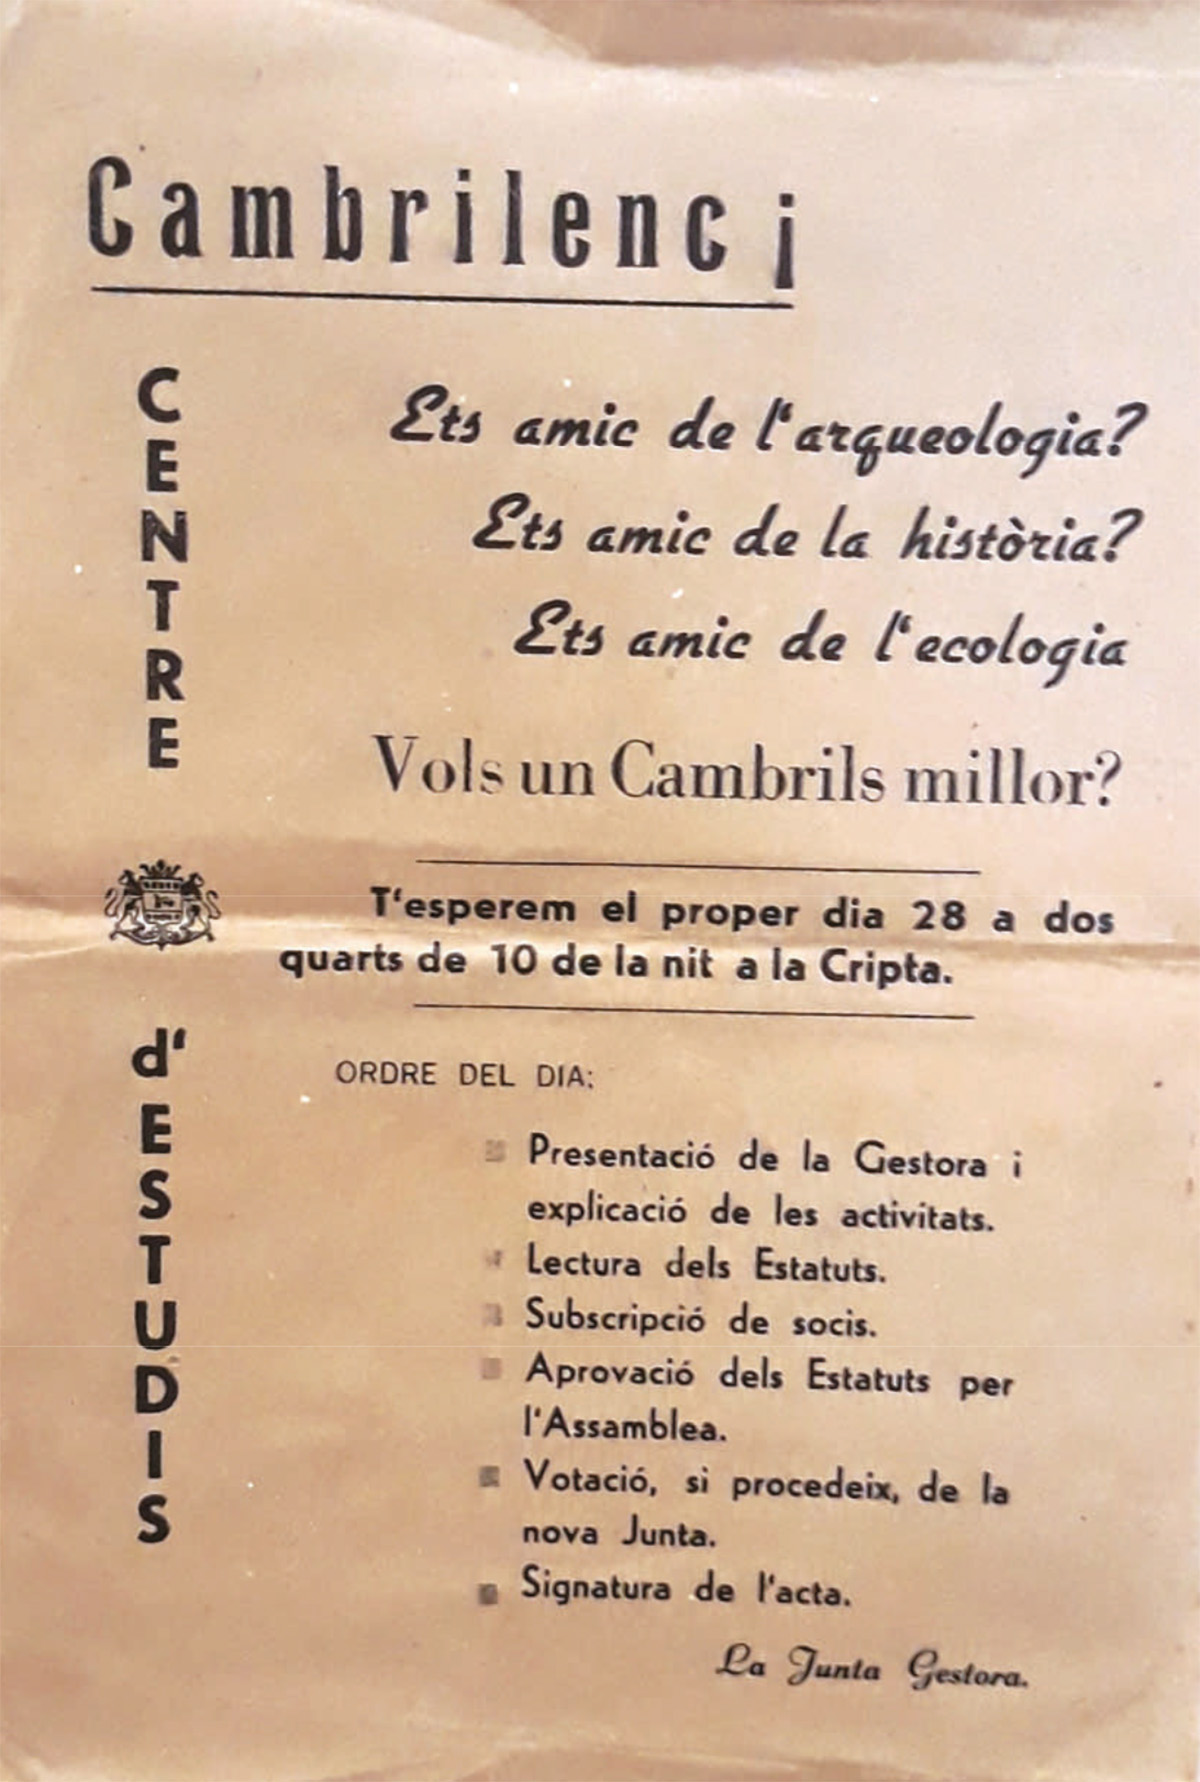 Cambrilenc ¡
CENTRE
d'ESTUDIS
Ets amic de l'arqueologia?
Ets amic de la història?
Ets amic de l'ecologia
Vols un Cambrils millor?
T'esperem el proper dia 28 a dos
quarts de 10 de la nit a la Cripta.
ORDRE DEL DIA:
Presentació de la Gestora i
explicació de les activitats.
Lectura dels Estatuts.
Subscripció de socis.
Aprovació dels Estatuts per
l'Assamblea.
Votació, si procedeix, de la
nova Junta.
Signatura de l'acta.
La Junta Gestora.